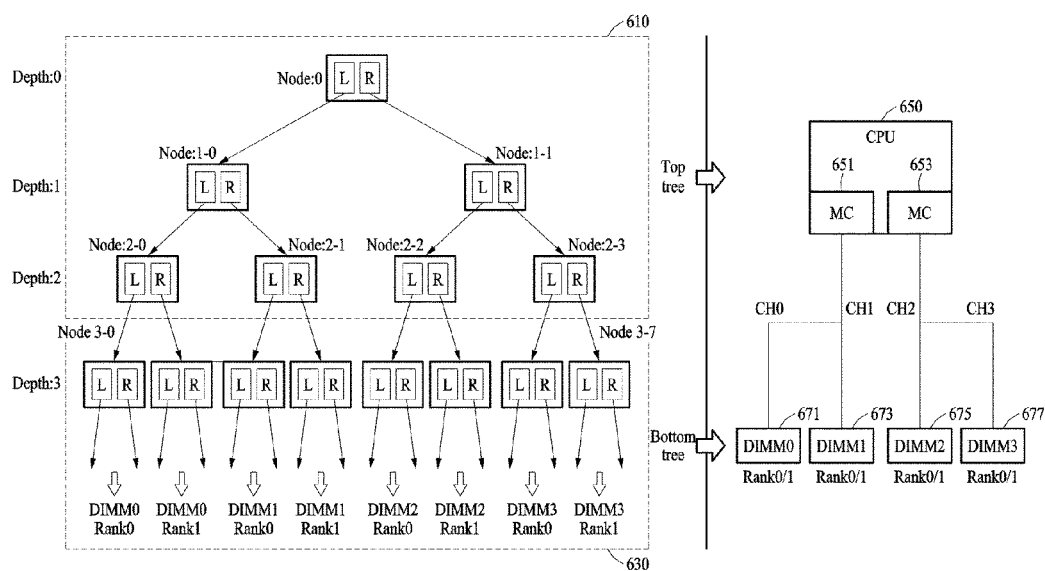 610
Depth:0
Node:0
L R
Node:1-0
Node:1-1
Depth:1
L R
L R
Node:2-0
Node:2-1
Node:2-2
Node:2-3
Depth:2
L R
L R
L R
L R
Node 3-0
Node 3-7
Depth:3
L R
L R
L R
L R
L R
L R
L R
L R
DIMM0
Rank0
DIMM0
Rank1
DIMM1
Rank0
DIMM1
Rank1
DIMM2
Rank0
DIMM2
Rank1
DIMM3
Rank0
DIMM3
Rank1
630
Top
tree
Bottom
tree
650
CPU
651
653
MC
MC
CH0
CH1
CH2
CH3
671
673
675
677
DIMM0
DIMM1
DIMM2
DIMM3
Rank0/1
Rank0/1
Rank0/1
Rank0/1